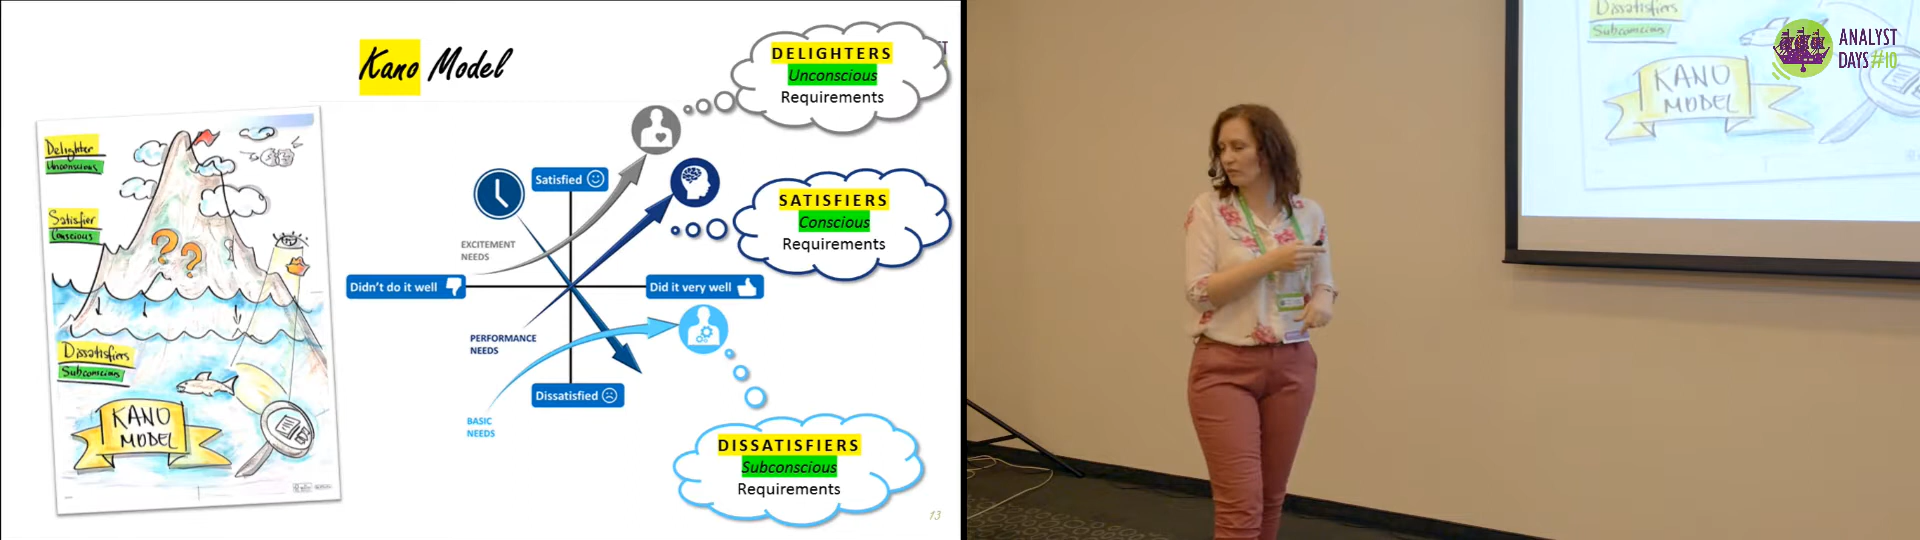 Kano Model
DELIGHTERS
Unconscious
Requirements
Delighter
Unconscious
Satisfier
Conscious
??
Dissatisfiers
Subconscious
KANO
MODEL
Satisfied
EXCITEMENT
NEEDS
Didn't do it well
Did it very well
PERFORMANCE
NEEDS
Dissatisfied
BASIC
NEEDS
SATISFIERS
Conscious
Requirements
DISSATISFIERS
Subconscious
Requirements
13
Dissatisfiers
Subconscious
KANO
MODEL
ANALYST
DAYS #10